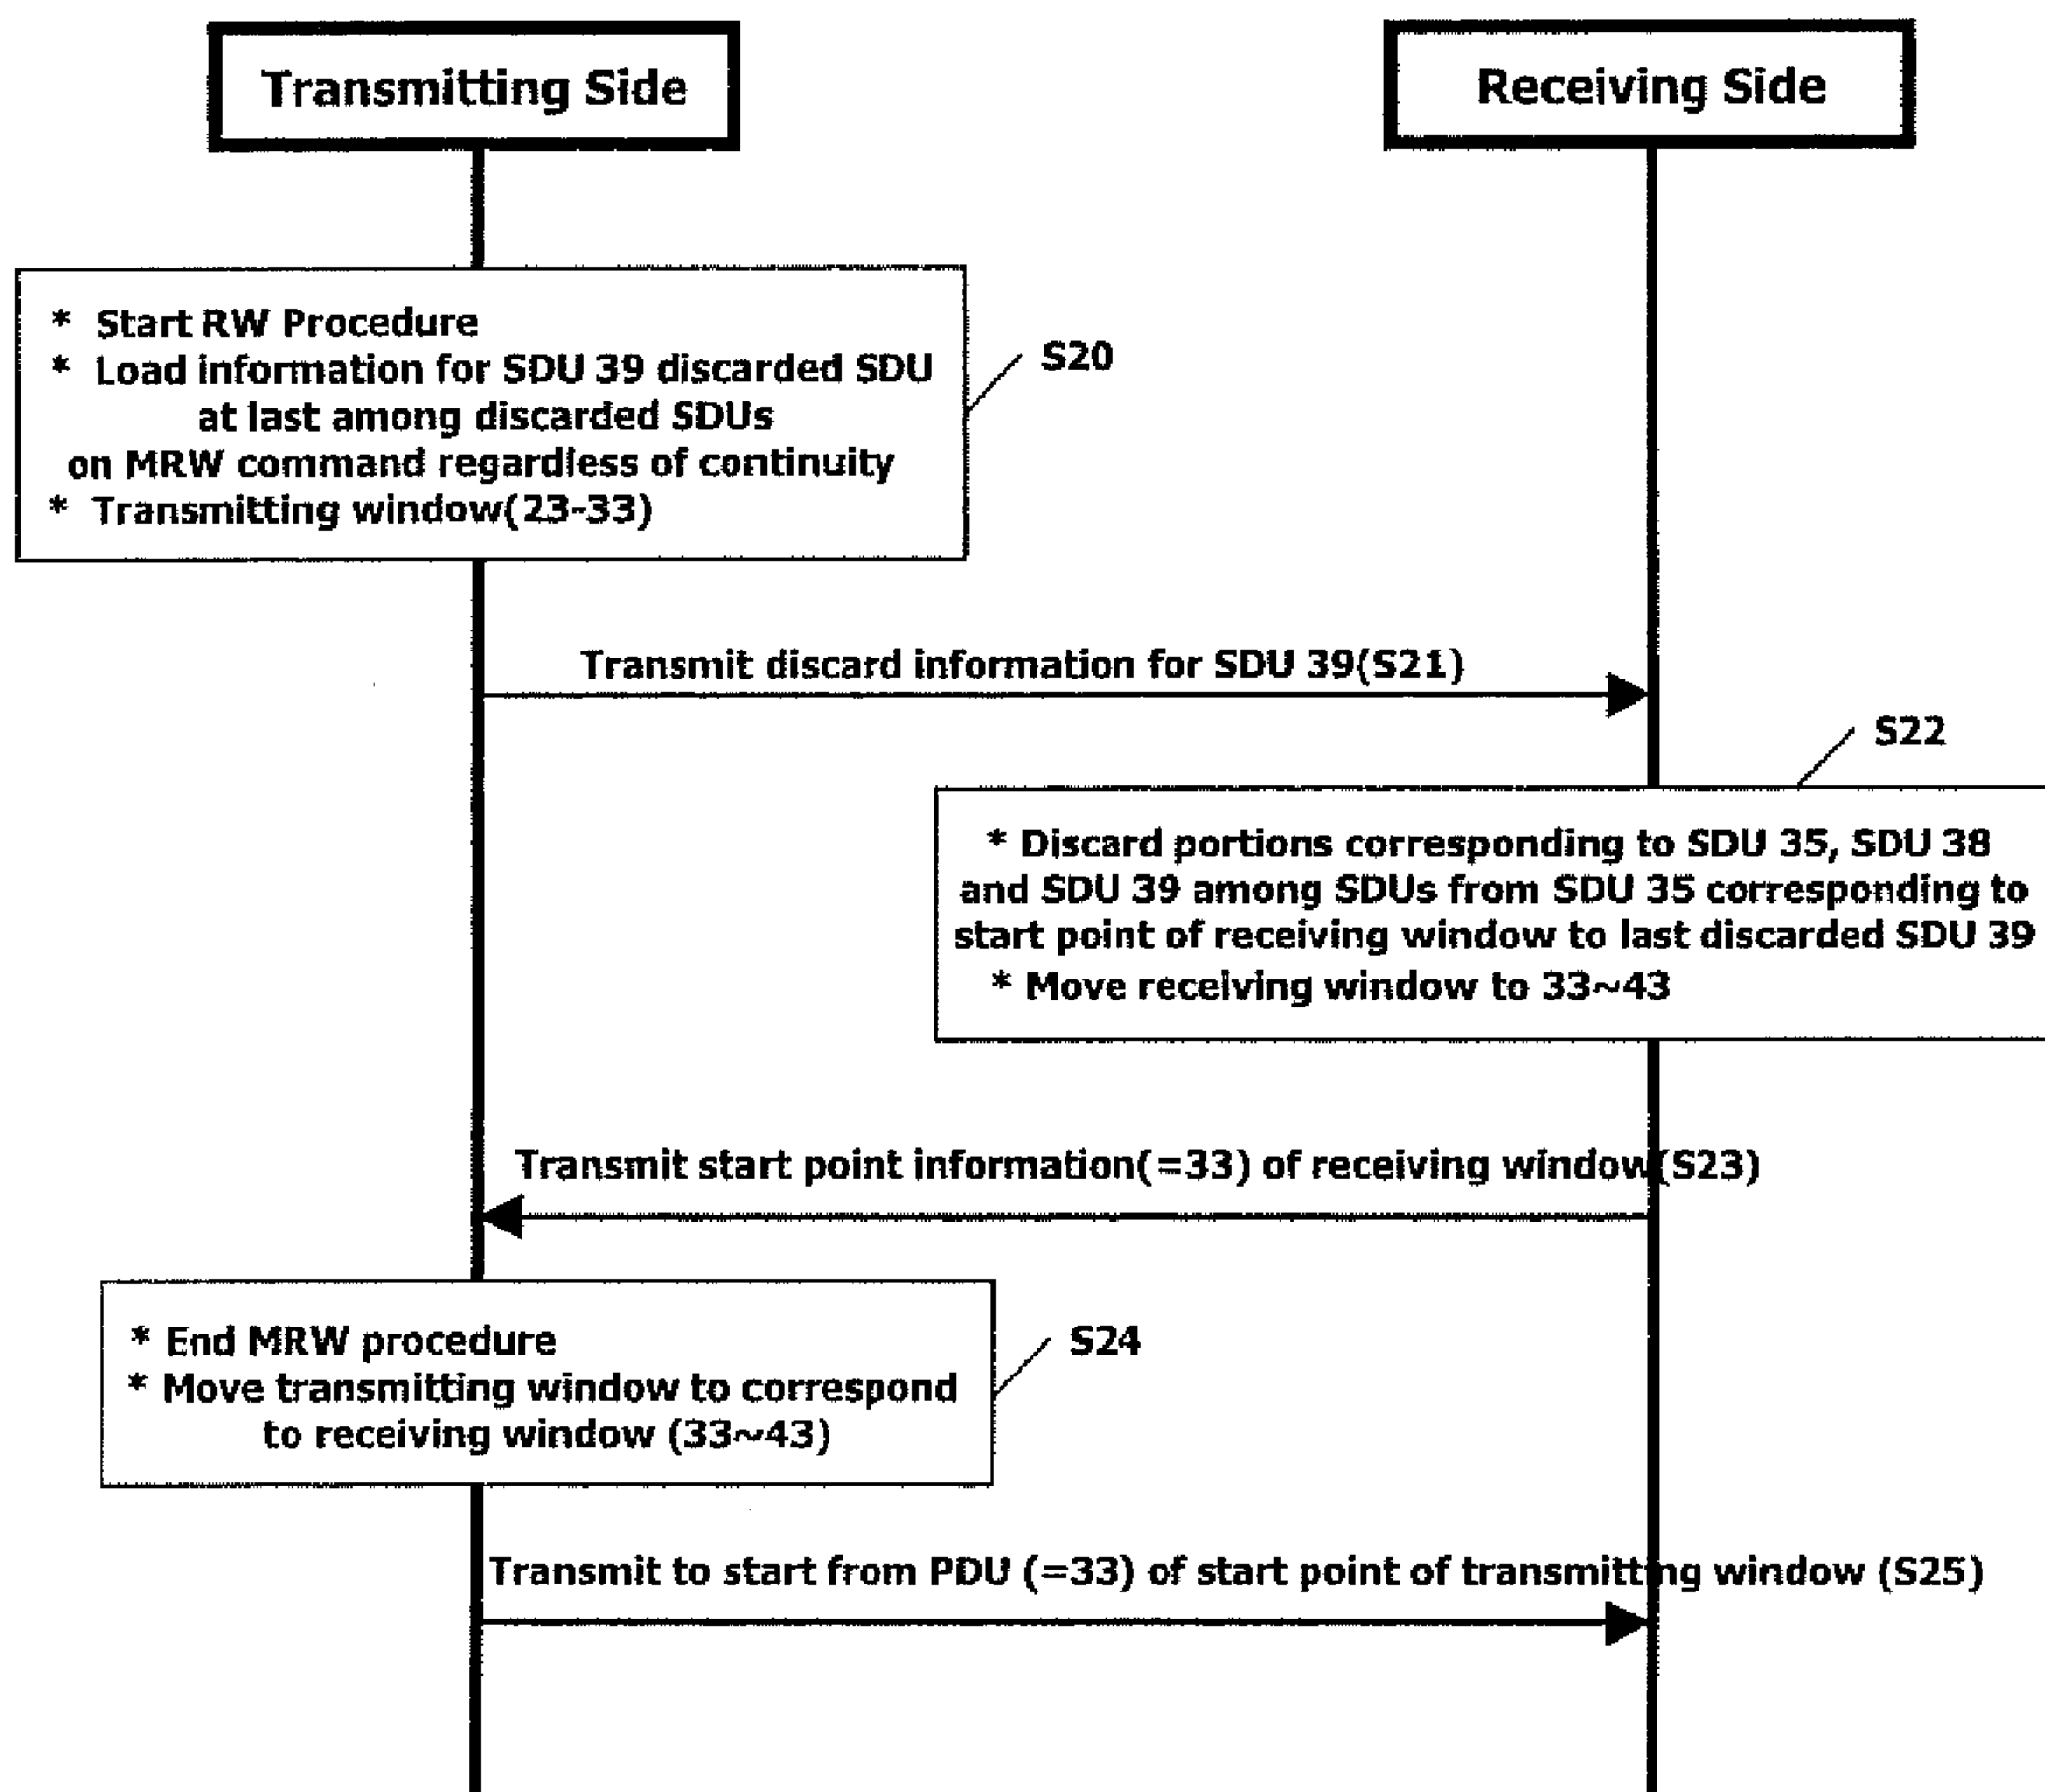 Transmitting Side
Receiving Side
* Start RW Procedure
* Load information for SDU 39 discarded SDU
at last among discarded SDUs
on MRW command regardless of continuity
* Transmitting window(23-33)
S20
Transmit discard information for SDU 39(S21)
S22
* Discard portions corresponding to SDU 35, SDU 38
and SDU 39 among SDUs from SDU 35 corresponding to
start point of receiving window to last discarded SDU 39
* Move receiving window to 33~43
Transmit start point information(=33) of receiving window(S23)
* End MRW procedure
* Move transmitting window to correspond
to receiving window (33~43)
S24
Transmit to start from PDU (=33) of start point of transmitting window (S25)